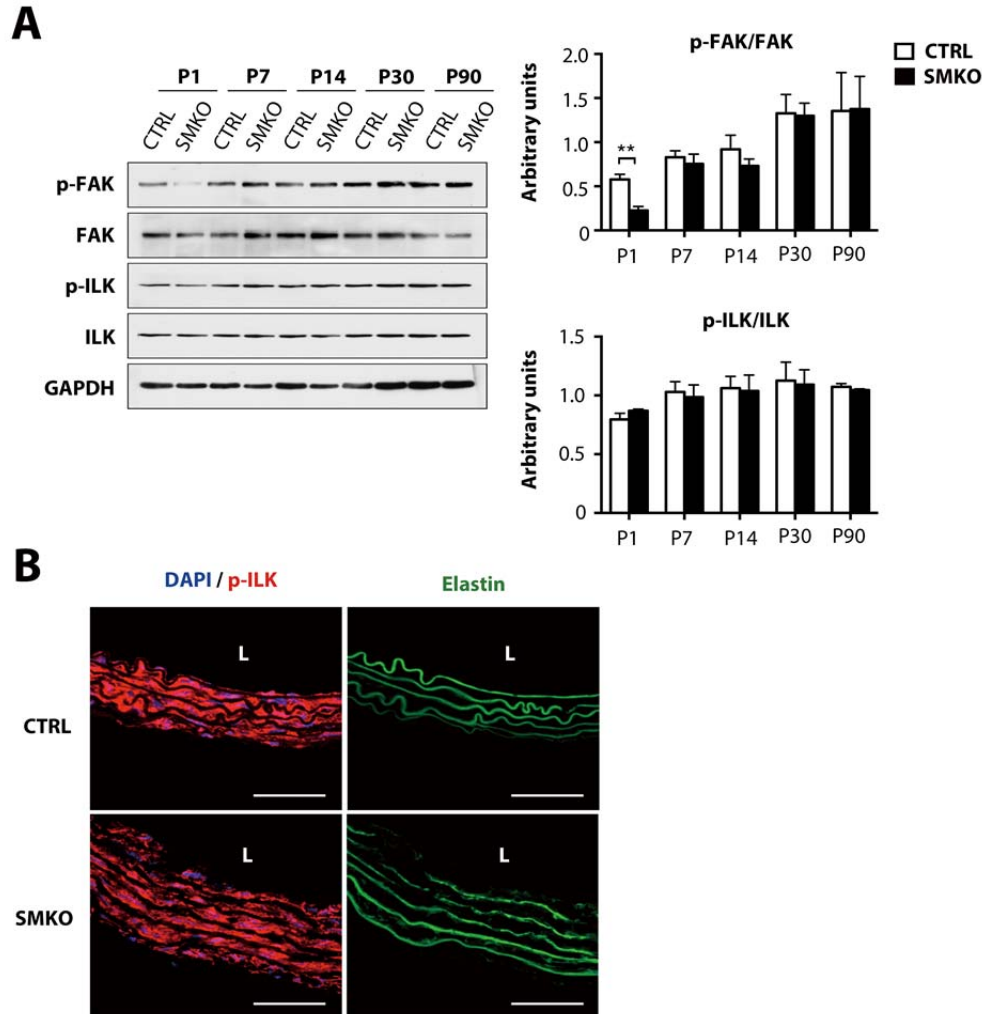 A
P1 P7 P14 P30 P90
CTRL SMKO CTRL SMKO CTRL SMKO CTRL SMKO CTRL SMKO
p-FAK
FAK
p-ILK
ILK
GAPDH
p-FAK/FAK
CTRL
SMKO
Arbitrary units
2.0
1.5
1.0
0.5
0
**
P1 P7 P14 P30 P90
p-ILK/ILK
Arbitrary units
1.5
1.0
0.5
0
P1 P7 P14 P30 P90
B
DAPI / p-ILK
Elastin
CTRL
L
L
SMKO
L
L